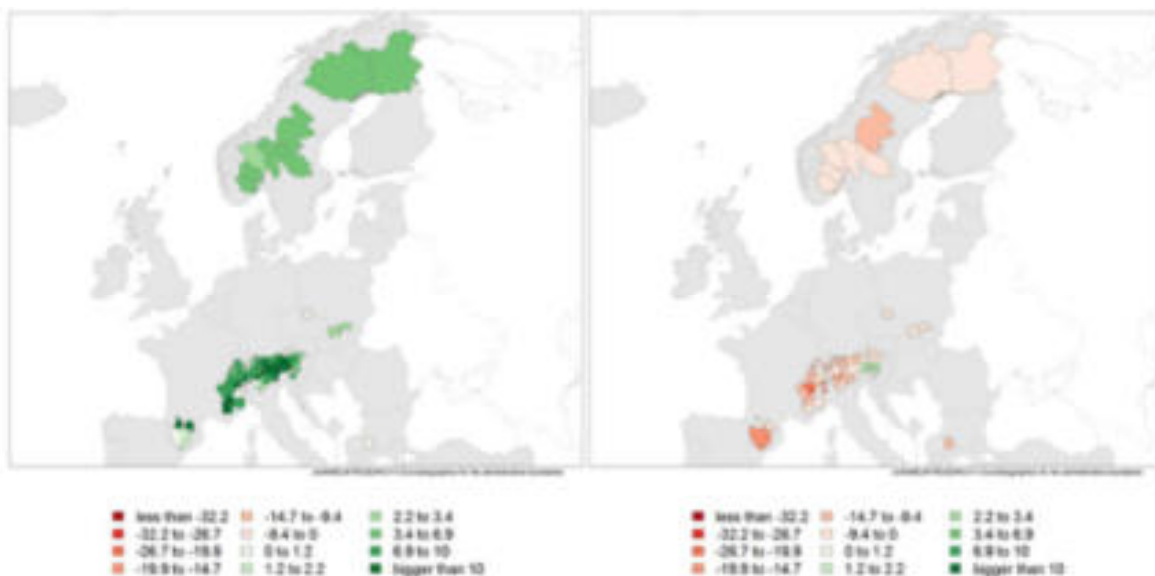 less than -32.2
-32.2 to -26.7
-26.7 to -19.9
-19.9 to -14.7
-14.7 to -9.4
-9.4 to 0
0 to 1.2
1.2 to 2.2
2.2 to 3.4
3.4 to 6.9
6.9 to 10
bigger than 10
less than -32.2
-32.2 to -26.7
-26.7 to -19.9
-19.9 to -14.7
-14.7 to -9.4
-9.4 to 0
0 to 1.2
1.2 to 2.2
2.2 to 3.4
3.4 to 6.9
6.9 to 10
bigger than 10